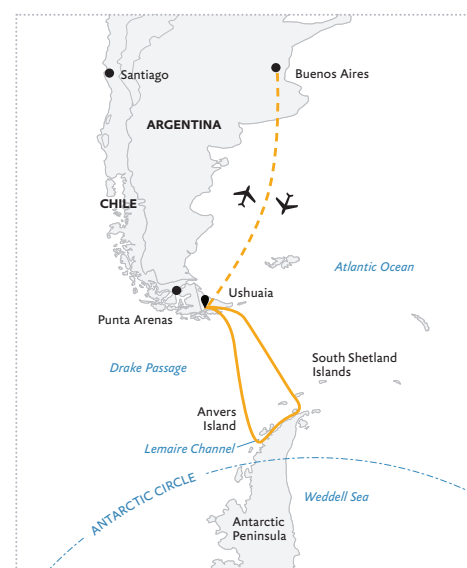 Santiago
Buenos Aires
ARGENTINA
CHILE
Atlantic Ocean
Ushuaia
Punta Arenas
Drake Passage
South Shetland
Islands
Anvers
Island
Lemaire Channel
ANTARCTIC CIRCLE
Weddell Sea
Antarctic
Peninsula